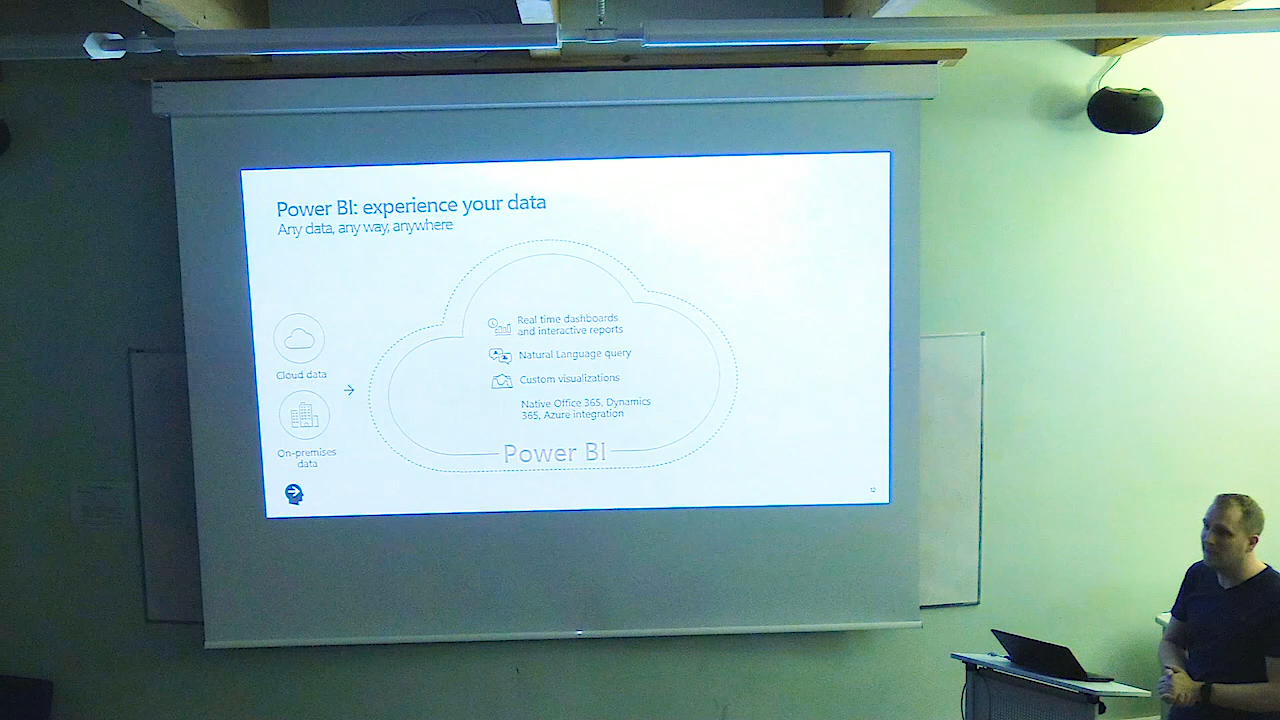 Power BI: experience your data
Any data, any way, anywhere
Real time dashboards
and interactive reports
Natural Language query
Custom visualizations
Native Office 365, Dynamics
365, Azure integration
Power BI
Cloud data
On-premises
data
12